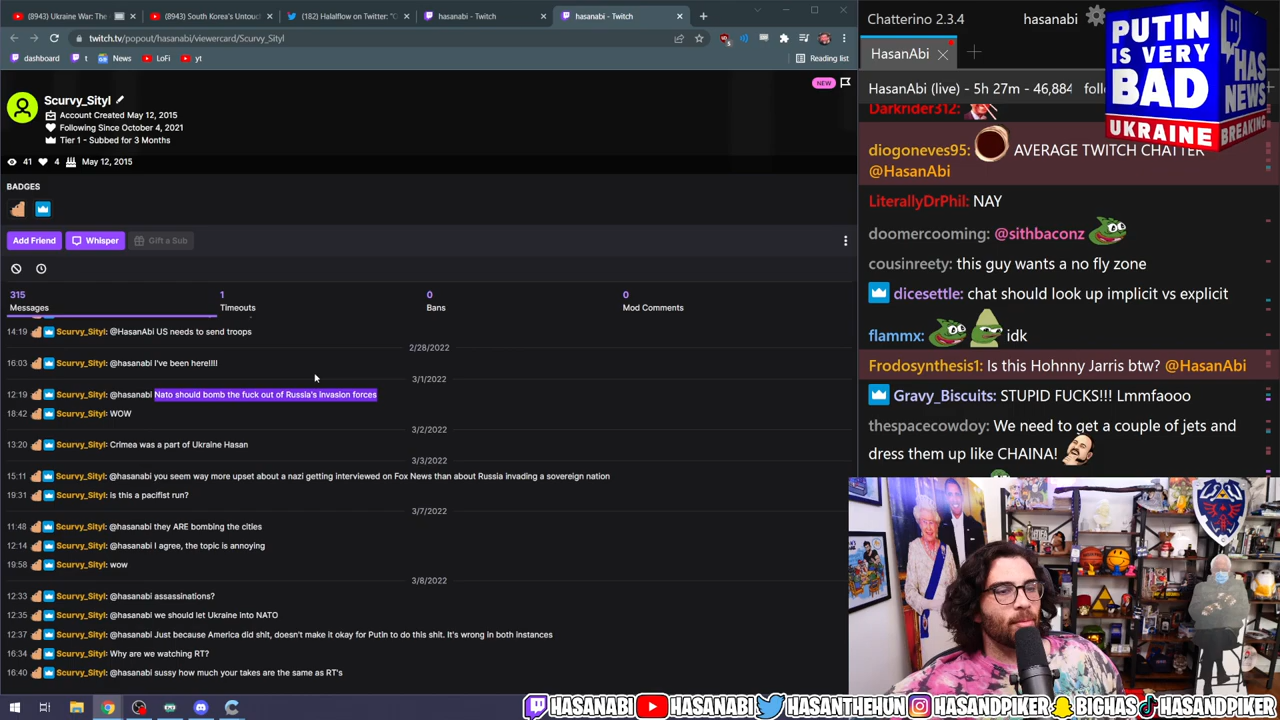 (8943) Ukraine War: The
(8943) South Korea's Untouc
(182) Halalflow on Twitter: "C
hasanabi - Twitch
hasanabi - Twitch
twitch.tv/popout/hasanabi/viewercard/Scurvy_Sityl
Reading list
dashboard
t
News
LoFi
yt
NEW
Scurvy_Sityl
Account Created May 12, 2015
Following Since October 4, 2021
Tier 1 - Subbed for 3 Months
41
4
May 12, 2015
BADGES
Add Friend
Whisper
Gift a Sub
315
Messages
1
Timeouts
0
Bans
0
Mod Comments
14:19 Scurvy_Sityl: @HasanAbi US needs to send troops
2/28/2022
16:03 Scurvy_Sityl: @hasanabi I've been here!!!!
3/1/2022
12:19 Scurvy_Sityl: @hasanabi Nato should bomb the fuck out of Russia's Invasion forces
18:42 Scurvy_Sityl: WOW
3/2/2022
13:20 Scurvy_Sityl: Crimea was a part of Ukraine Hasan
3/3/2022
15:11 Scurvy_Sityl: @hasanabi you seem way more upset about a nazi getting interviewed on Fox News than about Russia invading a sovereign nation
19:31 Scurvy_Sityl: is this a pacifist run?
3/7/2022
11:48 Scurvy_Sityl: @hasanabi they ARE bombing the cities
12:14 Scurvy_Sityl: @hasanabi I agree, the topic is annoying
19:58 Scurvy_Sityl: wow
3/8/2022
12:33 Scurvy_Sityl: @hasanabi assassinations?
12:35 Scurvy_Sityl: @hasanabi we should let Ukraine into NATO
12:37 Scurvy_Sityl: @hasanabi Just because America did shit, doesn't make it okay for Putin to do this shit. It's wrong in both instances
16:34 Scurvy_Sityl: Why are we watching RT?
16:40 Scurvy_Sityl: @hasanabi sussy how much your takes are the same as RT's
Chatterino 2.3.4
hasanabi
HasanAbi
HasanAbi (live) - 5h 27m - 46,884
PUTIN
IS VERY
BAD
UKRAINE
HAS
NEWS
BREAKING
Darkrider312:
diogoneves95: AVERAGE TWITCH CHATTER
@HasanAbi
LiterallyDrPhil: NAY
doomercooming: @sithbaconz
cousinreety: this guy wants a no fly zone
dicesettle: chat should look up implicit vs explicit
flammx: idk
Frodosynthesis1: Is this Hohnny Jarris btw? @HasanAbi
Gravy_Biscuits: STUPID FUCKS!!! Lmmfaooo
thespacecowdoy: We need to get a couple of jets and
dress them up like CHAINA!
HASANABI
HASANABI
HASANTHEHUN
HASANDPIKER
BIGHAS
HASANDPIKER